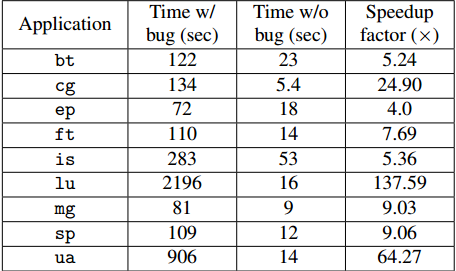 Application Time w/ bug (sec) Time w/o bug (sec) Speedup factor (×)
bt 122 23 5.24
cg 134 5.4 24.90
ep 72 18 4.0
ft 110 14 7.69
is 283 53 5.36
lu 2196 16 137.59
mg 81 9 9.03
sp 109 12 9.06
ua 906 14 64.27